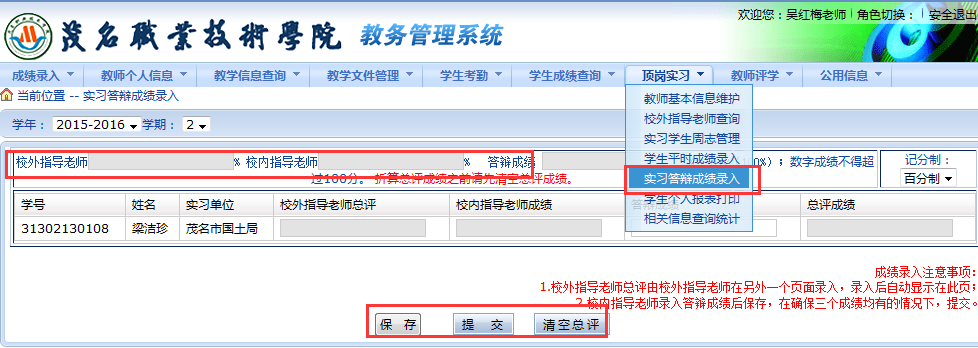 欢迎您：吴红梅老师 角色切换： 安全退出
茂名職業技術學院 教务管理系统
成绩录入 教师个人信息 教学信息查询 教学文件管理 学生考勤 学生成绩查询 顶岗实习 教师评学 公用信息
当前位置 -- 实习答辩成绩录入
教师基本信息维护
校外指导老师查询
实习学生周志管理
学生平时成绩录入
实习答辩成绩录入
学生个人报表打印
相关信息查询统计
学年： 2015-2016 学期： 2
校外指导老师 % 校内指导老师 % 答辩成绩 %）；数字成绩不得超
过100分。 折算总评成绩之前请先清空总评成绩。
记分制：
百分制
学号 姓名 实习单位 校外指导老师总评 校内指导老师成绩 总评成绩
31302130108 梁洁珍 茂名市国土局
成绩录入注意事项：
1.校外指导老师总评由校外指导老师在另外一个页面录入，录入后自动显示在此页；
2.校内指导老师录入答辩成绩后保存，在确保三个成绩均有的情况下，提交。
保 存 提 交 清空总评